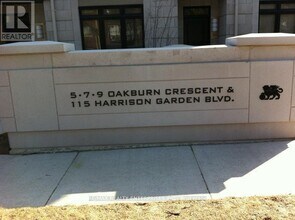 REALTOR
5-7-9 OAKBURN CRESCENT &
115 HARRISON GARDEN BLVD.